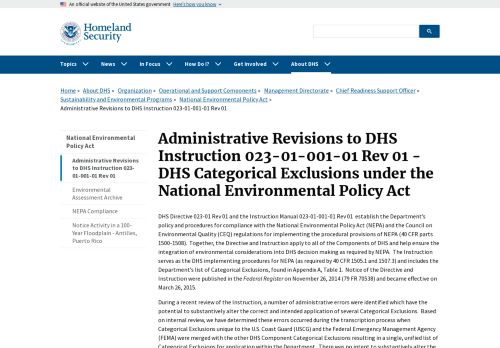 An official website of the United States government Here's how you know
Homeland
Security
Topics News In Focus How Do I? Get Involved About DHS
Home » About DHS » Organization » Operational and Support Components » Management Directorate » Chief Readiness Support Officer »
Sustainability and Environmental Programs » National Environmental Policy Act »
Administrative Revisions to DHS Instruction 023-01-001-01 Rev 01
National Environmental
Policy Act
Administrative Revisions
to DHS Instruction 023-
01-001-01 Rev 01
Environmental
Assessment Archive
NEPA Compliance
Notice Activity in a 100-
Year Floodplain - Antilles,
Puerto Rico
Administrative Revisions to DHS
Instruction 023-01-001-01 Rev 01 -
DHS Categorical Exclusions under the
National Environmental Policy Act
DHS Directive 023-01 Rev 01 and the Instruction Manual 023-01-001-01 Rev 01 establish the Department's
policy and procedures for compliance with the National Environmental Policy Act (NEPA) and the Council on
Environmental Quality (CEQ) regulations for implementing the procedural provisions of NEPA (40 CFR parts
1500-1508). Together, the Directive and Instruction apply to all of the Components of DHS and help ensure the
integration of environmental considerations into DHS decision making as required by NEPA. The Instruction
serves as the DHS implementing procedures for NEPA (as required by 40 CFR 1505.1 and 1507.3) and includes the
Department's list of Categorical Exclusions, found in Appendix A, Table 1. Notice of the Directive and
Instruction were published in the Federal Register on November 26, 2014 (79 FR 70538) and became effective on
March 26, 2015.
During a recent review of the Instruction, a number of administrative errors were identified which have the
potential to substantively alter the correct and intended application of several Categorical Exclusions. Based
on internal review, we have determined these errors occurred during the transcription process when
Categorical Exclusions unique to the U.S. Coast Guard (USCG) and the Federal Emergency Management Agency
(FEMA) were merged with the other DHS Component Categorical Exclusions resulting in a single, unified list of
Categorical Exclusions for application within the Department. There was no intent to substantively alter the